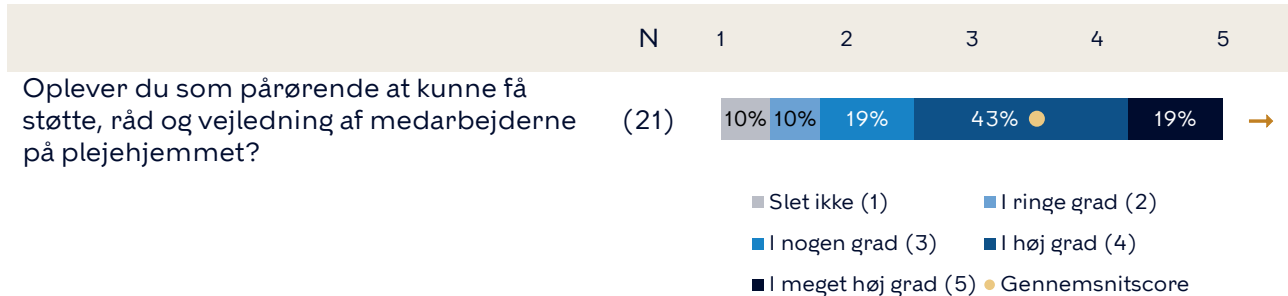 N 1 2 3 4 5
Oplever du som pårørende at kunne få
støtte, råd og vejledning af medarbejderne
på plejehjemmet?
(21) 10% 10% 19% 43% 19% →
Slet ikke (1) I ringe grad (2)
I nogen grad (3) I høj grad (4)
I meget høj grad (5) Gennemsnitscore